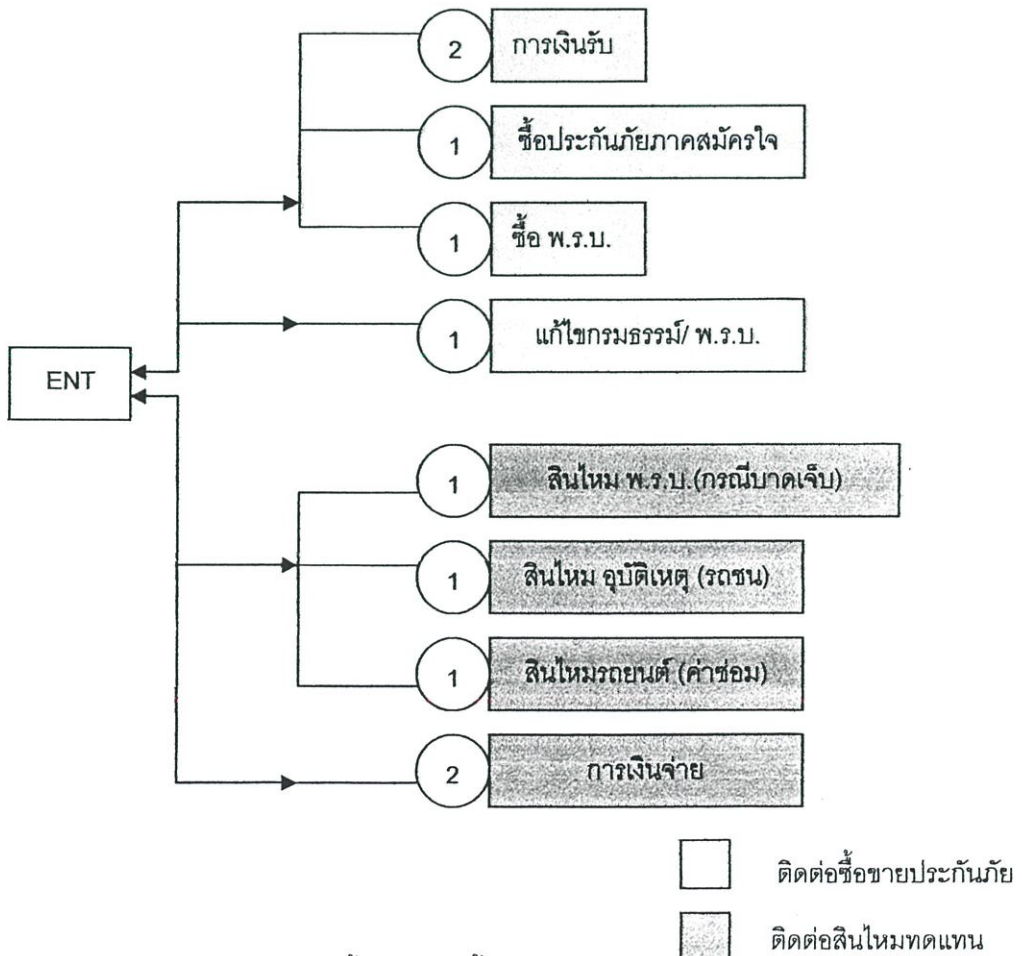 2 การเงินรับ
1 ซื้อประกันภัยภาคสมัครใจ
1 ซื้อ พ.ร.บ.
1 แก้ไขกรมธรรม์/ พ.ร.บ.
ENT
1 สินไหม พ.ร.บ.(กรณีบาดเจ็บ)
1 สินไหม อุบัติเหตุ (รถชน)
1 สินไหมรถยนต์ (ค่าซ่อม)
2 การเงินจ่าย
ติดต่อซื้อขายประกันภัย
ติดต่อสินไหมทดแทน